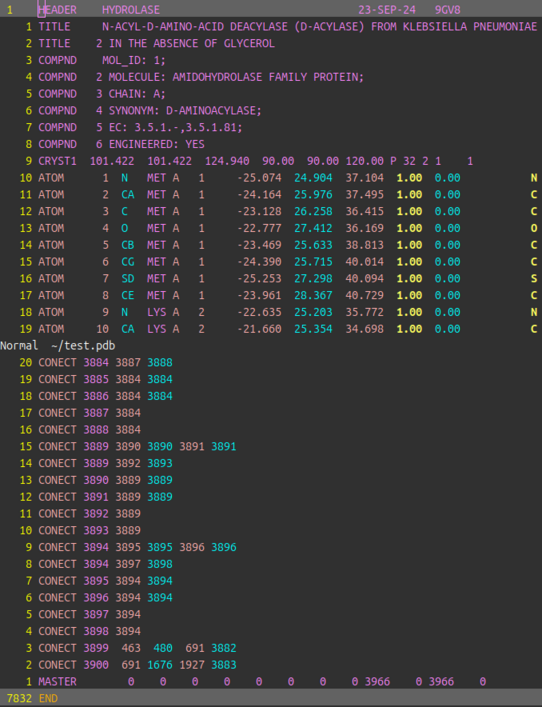 1 HEADER    HYDROLASE                               23-SEP-24   9GV8
1 TITLE     N-ACYL-D-AMINO-ACID DEACYLASE (D-ACYLASE) FROM KLEBSIELLA PNEUMONIAE
2 TITLE    2 IN THE ABSENCE OF GLYCEROL
3 COMPND    MOL_ID: 1;
4 COMPND   2 MOLECULE: AMIDOHYDROLASE FAMILY PROTEIN;
5 COMPND   3 CHAIN: A;
6 COMPND   4 SYNONYM: D-AMINOACYLASE;
7 COMPND   5 EC: 3.5.1.-,3.5.1.81;
8 COMPND   6 ENGINEERED: YES
9 CRYST1  101.422  101.422  124.940  90.00  90.00 120.00 P 32 2 1    1
10 ATOM      1  N   MET A   1     -25.074  24.904  37.104  1.00  0.00           N
11 ATOM      2  CA  MET A   1     -24.164  25.976  37.495  1.00  0.00           C
12 ATOM      3  C   MET A   1     -23.128  26.258  36.415  1.00  0.00           C
13 ATOM      4  O   MET A   1     -22.777  27.412  36.169  1.00  0.00           O
14 ATOM      5  CB  MET A   1     -23.469  25.633  38.813  1.00  0.00           C
15 ATOM      6  CG  MET A   1     -24.390  25.715  40.014  1.00  0.00           C
16 ATOM      7  SD  MET A   1     -25.253  27.298  40.094  1.00  0.00           S
17 ATOM      8  CE  MET A   1     -23.961  28.367  40.729  1.00  0.00           C
18 ATOM      9  N   LYS A   2     -22.635  25.203  35.772  1.00  0.00           N
19 ATOM     10  CA  LYS A   2     -21.660  25.354  34.698  1.00  0.00           C
Normal  ~/test.pdb
20 CONECT 3884 3887 3888
19 CONECT 3885 3884 3884
18 CONECT 3886 3884 3884
17 CONECT 3887 3884
16 CONECT 3888 3884
15 CONECT 3889 3890 3890 3891 3891
14 CONECT 3889 3892 3893
13 CONECT 3890 3889 3889
12 CONECT 3891 3889 3889
11 CONECT 3892 3889
10 CONECT 3893 3889
9 CONECT 3894 3895 3895 3896 3896
8 CONECT 3894 3897 3898
7 CONECT 3895 3894 3894
6 CONECT 3896 3894 3894
5 CONECT 3897 3894
4 CONECT 3898 3894
3 CONECT 3899  463  480  691 3882
2 CONECT 3900  691 1676 1927 3883
1 MASTER        0    0    0    0    0    0    0    0 3966    0 3966    0
7832 END